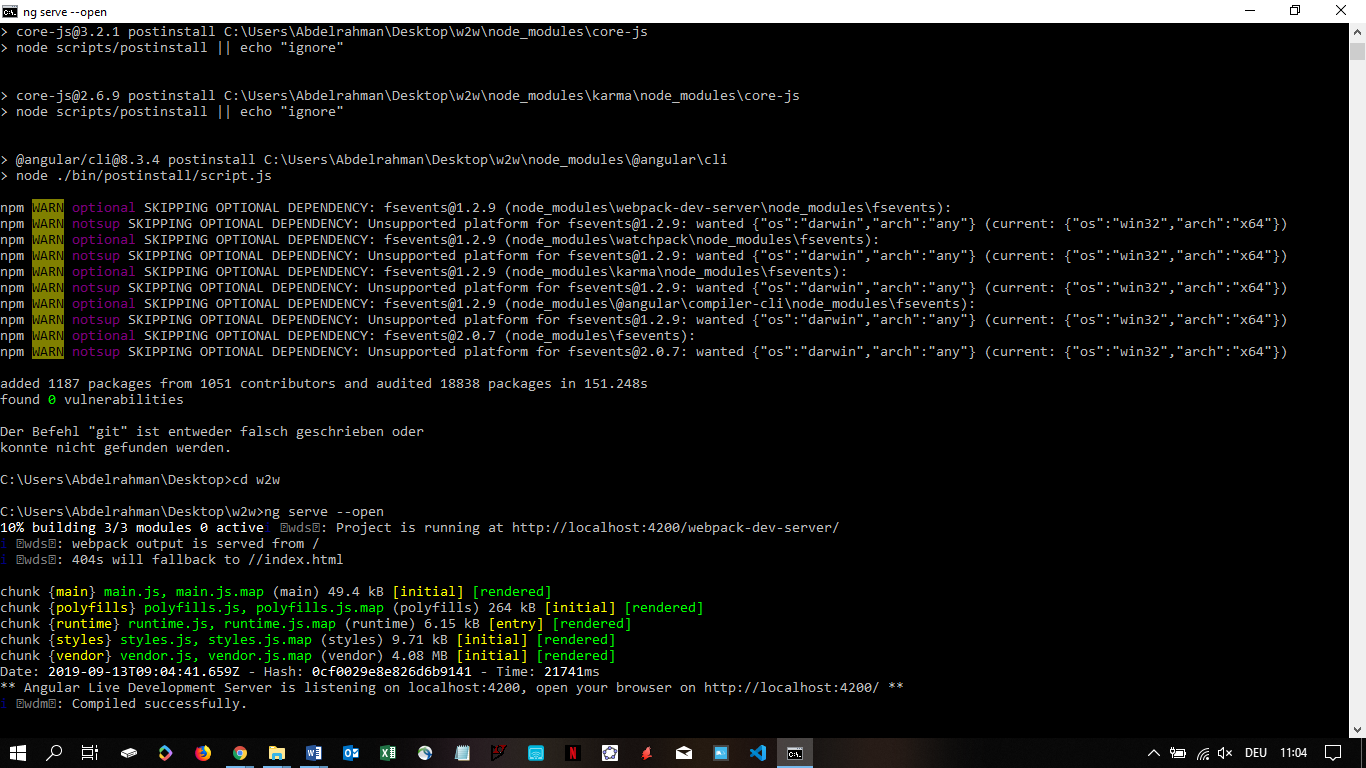 ng serve --open
> core-js@3.2.1 postinstall C:\Users\Abdelrahman\Desktop\w2w\node_modules\core-js
> node scripts/postinstall || echo "ignore"
> core-js@2.6.9 postinstall C:\Users\Abdelrahman\Desktop\w2w\node_modules\karma\node_modules\core-js
> node scripts/postinstall || echo "ignore"
> @angular/cli@8.3.4 postinstall C:\Users\Abdelrahman\Desktop\w2w\node_modules\@angular\cli
> node ./bin/postinstall/script.js
npm WARN optional SKIPPING OPTIONAL DEPENDENCY: fsevents@1.2.9 (node_modules\webpack-dev-server\node_modules\fsevents):
npm WARN notsup SKIPPING OPTIONAL DEPENDENCY: Unsupported platform for fsevents@1.2.9: wanted {"os":"darwin","arch":"any"} (current: {"os":"win32","arch":"x64"})
npm WARN optional SKIPPING OPTIONAL DEPENDENCY: fsevents@1.2.9 (node_modules\watchpack\node_modules\fsevents):
npm WARN notsup SKIPPING OPTIONAL DEPENDENCY: Unsupported platform for fsevents@1.2.9: wanted {"os":"darwin","arch":"any"} (current: {"os":"win32","arch":"x64"})
npm WARN optional SKIPPING OPTIONAL DEPENDENCY: fsevents@1.2.9 (node_modules\karma\node_modules\fsevents):
npm WARN notsup SKIPPING OPTIONAL DEPENDENCY: Unsupported platform for fsevents@1.2.9: wanted {"os":"darwin","arch":"any"} (current: {"os":"win32","arch":"x64"})
npm WARN optional SKIPPING OPTIONAL DEPENDENCY: fsevents@1.2.9 (node_modules\@angular\compiler-cli\node_modules\fsevents):
npm WARN notsup SKIPPING OPTIONAL DEPENDENCY: Unsupported platform for fsevents@1.2.9: wanted {"os":"darwin","arch":"any"} (current: {"os":"win32","arch":"x64"})
npm WARN optional SKIPPING OPTIONAL DEPENDENCY: fsevents@2.0.7 (node_modules\fsevents):
npm WARN notsup SKIPPING OPTIONAL DEPENDENCY: Unsupported platform for fsevents@2.0.7: wanted {"os":"darwin","arch":"any"} (current: {"os":"win32","arch":"x64"})
added 1187 packages from 1051 contributors and audited 18838 packages in 151.248s
found 0 vulnerabilities
Der Befehl "git" ist entweder falsch geschrieben oder
konnte nicht gefunden werden.
C:\Users\Abdelrahman\Desktop>cd w2w
C:\Users\Abdelrahman\Desktop\w2w>ng serve --open
10% building 3/3 modules 0 activei ｢wds｣: Project is running at http://localhost:4200/webpack-dev-server/
i ｢wds｣: webpack output is served from /
i ｢wds｣: 404s will fallback to //index.html
chunk {main} main.js, main.js.map (main) 49.4 kB [initial] [rendered]
chunk {polyfills} polyfills.js, polyfills.js.map (polyfills) 264 kB [initial] [rendered]
chunk {runtime} runtime.js, runtime.js.map (runtime) 6.15 kB [entry] [rendered]
chunk {styles} styles.js, styles.js.map (styles) 9.71 kB [initial] [rendered]
chunk {vendor} vendor.js, vendor.js.map (vendor) 4.08 MB [initial] [rendered]
Date: 2019-09-13T09:04:41.659Z - Hash: 0cf0029e8e826d6b9141 - Time: 21741ms
** Angular Live Development Server is listening on localhost:4200, open your browser on http://localhost:4200/ **
i ｢wdm｣: Compiled successfully.
DEU 11:04